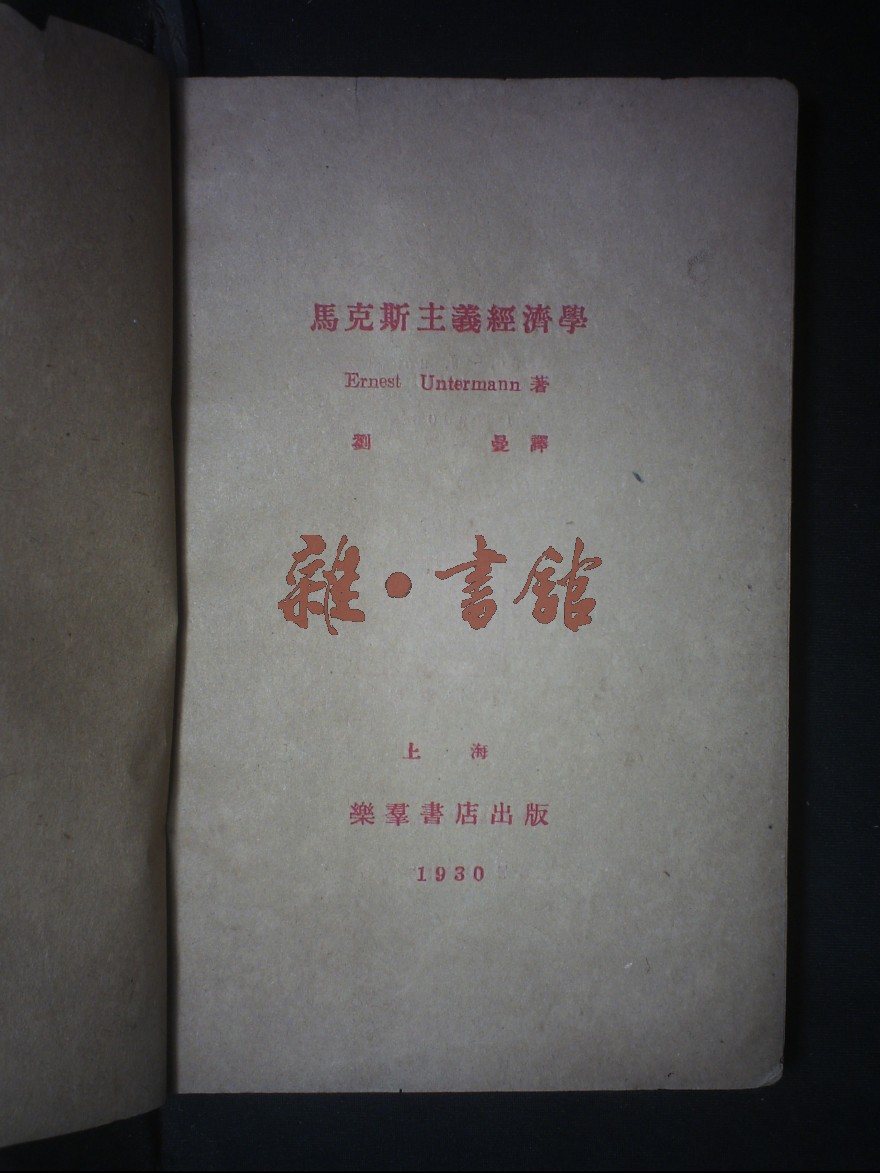 馬克斯主義經濟學
Ernest Untermann 著
劉 曼 譯
雜·書館
上 海
樂羣書店出版
1930